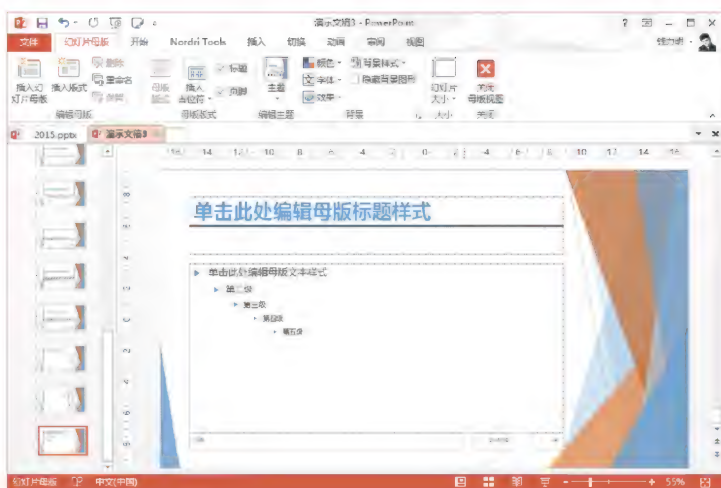 演示文稿3 - PowerPoint
文件 幻灯片母版 开始 Nordri Tools 插入 切换 动画 审阅 视图
插入幻灯片母版 插入版式 删除 重命名 保留 母版版式 插入占位符 标题 页脚 主题 颜色 字体 效果 背景样式 隐藏背景图形 幻灯片大小 关闭母版视图
编辑母版 母版版式 编辑主题 背景 大小 关闭
2015.pptx 演示文稿3
单击此处编辑母版标题样式
单击此处编辑母版文本样式
第二级
第三级
第四级
第五级
幻灯片母版 中文(中国) 55%